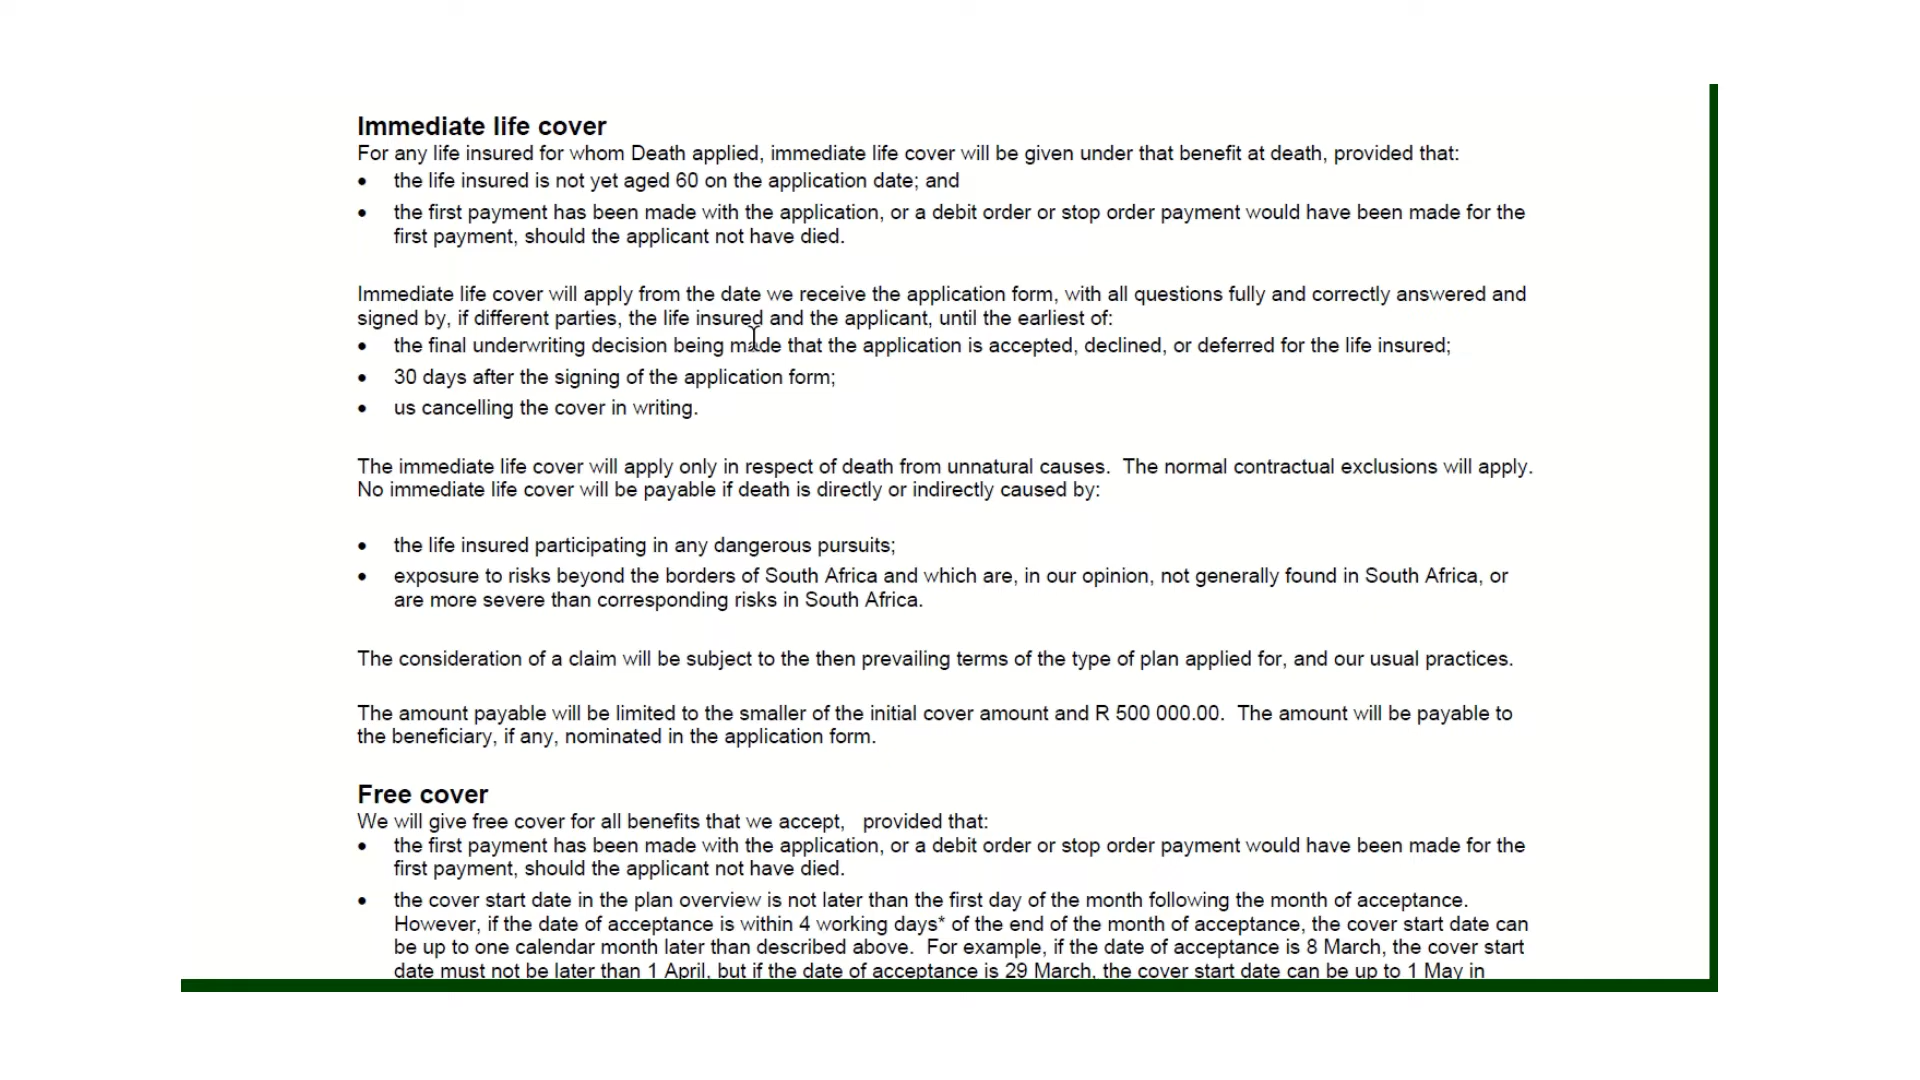 Immediate life cover
For any life insured for whom Death applied, immediate life cover will be given under that benefit at death, provided that:
• the life insured is not yet aged 60 on the application date; and
• the first payment has been made with the application, or a debit order or stop order payment would have been made for the
first payment, should the applicant not have died.
Immediate life cover will apply from the date we receive the application form, with all questions fully and correctly answered and
signed by, if different parties, the life insured and the applicant, until the earliest of:
• the final underwriting decision being made that the application is accepted, declined, or deferred for the life insured;
• 30 days after the signing of the application form;
• us cancelling the cover in writing.
The immediate life cover will apply only in respect of death from unnatural causes.  The normal contractual exclusions will apply.
No immediate life cover will be payable if death is directly or indirectly caused by:
• the life insured participating in any dangerous pursuits;
• exposure to risks beyond the borders of South Africa and which are, in our opinion, not generally found in South Africa, or
are more severe than corresponding risks in South Africa.
The consideration of a claim will be subject to the then prevailing terms of the type of plan applied for, and our usual practices.
The amount payable will be limited to the smaller of the initial cover amount and R 500 000.00.  The amount will be payable to
the beneficiary, if any, nominated in the application form.
Free cover
We will give free cover for all benefits that we accept,   provided that:
• the first payment has been made with the application, or a debit order or stop order payment would have been made for the
first payment, should the applicant not have died.
• the cover start date in the plan overview is not later than the first day of the month following the month of acceptance.
However, if the date of acceptance is within 4 working days* of the end of the month of acceptance, the cover start date can
be up to one calendar month later than described above.  For example, if the date of acceptance is 8 March, the cover start
date must not be later than 1 April, but if the date of acceptance is 29 March, the cover start date can be up to 1 May in